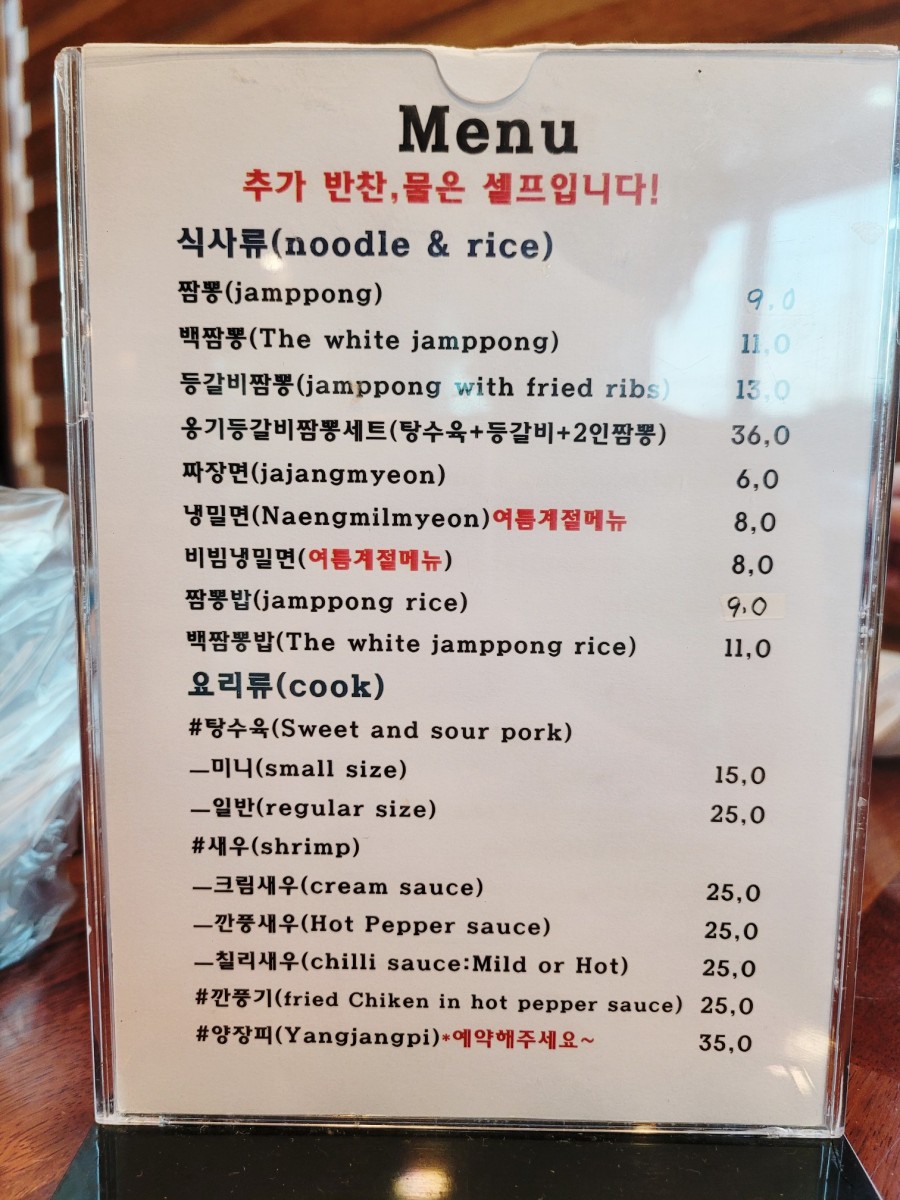 Menu
추가 반찬,물은 셀프입니다!
식사류(noodle & rice)
짬뽕(jamppong) 9.0
백짬뽕(The white jamppong) 11,0
등갈비짬뽕(jamppong with fried ribs) 13,0
옹기등갈비짬뽕세트(탕수육+등갈비+2인짬뽕) 36,0
짜장면(jajangmyeon) 6,0
냉밀면(Naengmilmyeon)여름계절메뉴 8,0
비빔냉밀면(여름계절메뉴) 8,0
짬뽕밥(jamppong rice) 9.0
백짬뽕밥(The white jamppong rice) 11,0
요리류(cook)
#탕수육(Sweet and sour pork)
—미니(small size) 15,0
—일반(regular size) 25,0
#새우(shrimp)
—크림새우(cream sauce) 25,0
—깐풍새우(Hot Pepper sauce) 25,0
—칠리새우(chilli sauce:Mild or Hot) 25,0
#깐풍기(fried Chiken in hot pepper sauce) 25,0
#양장피(Yangjangpi)*예약해주세요~ 35,0